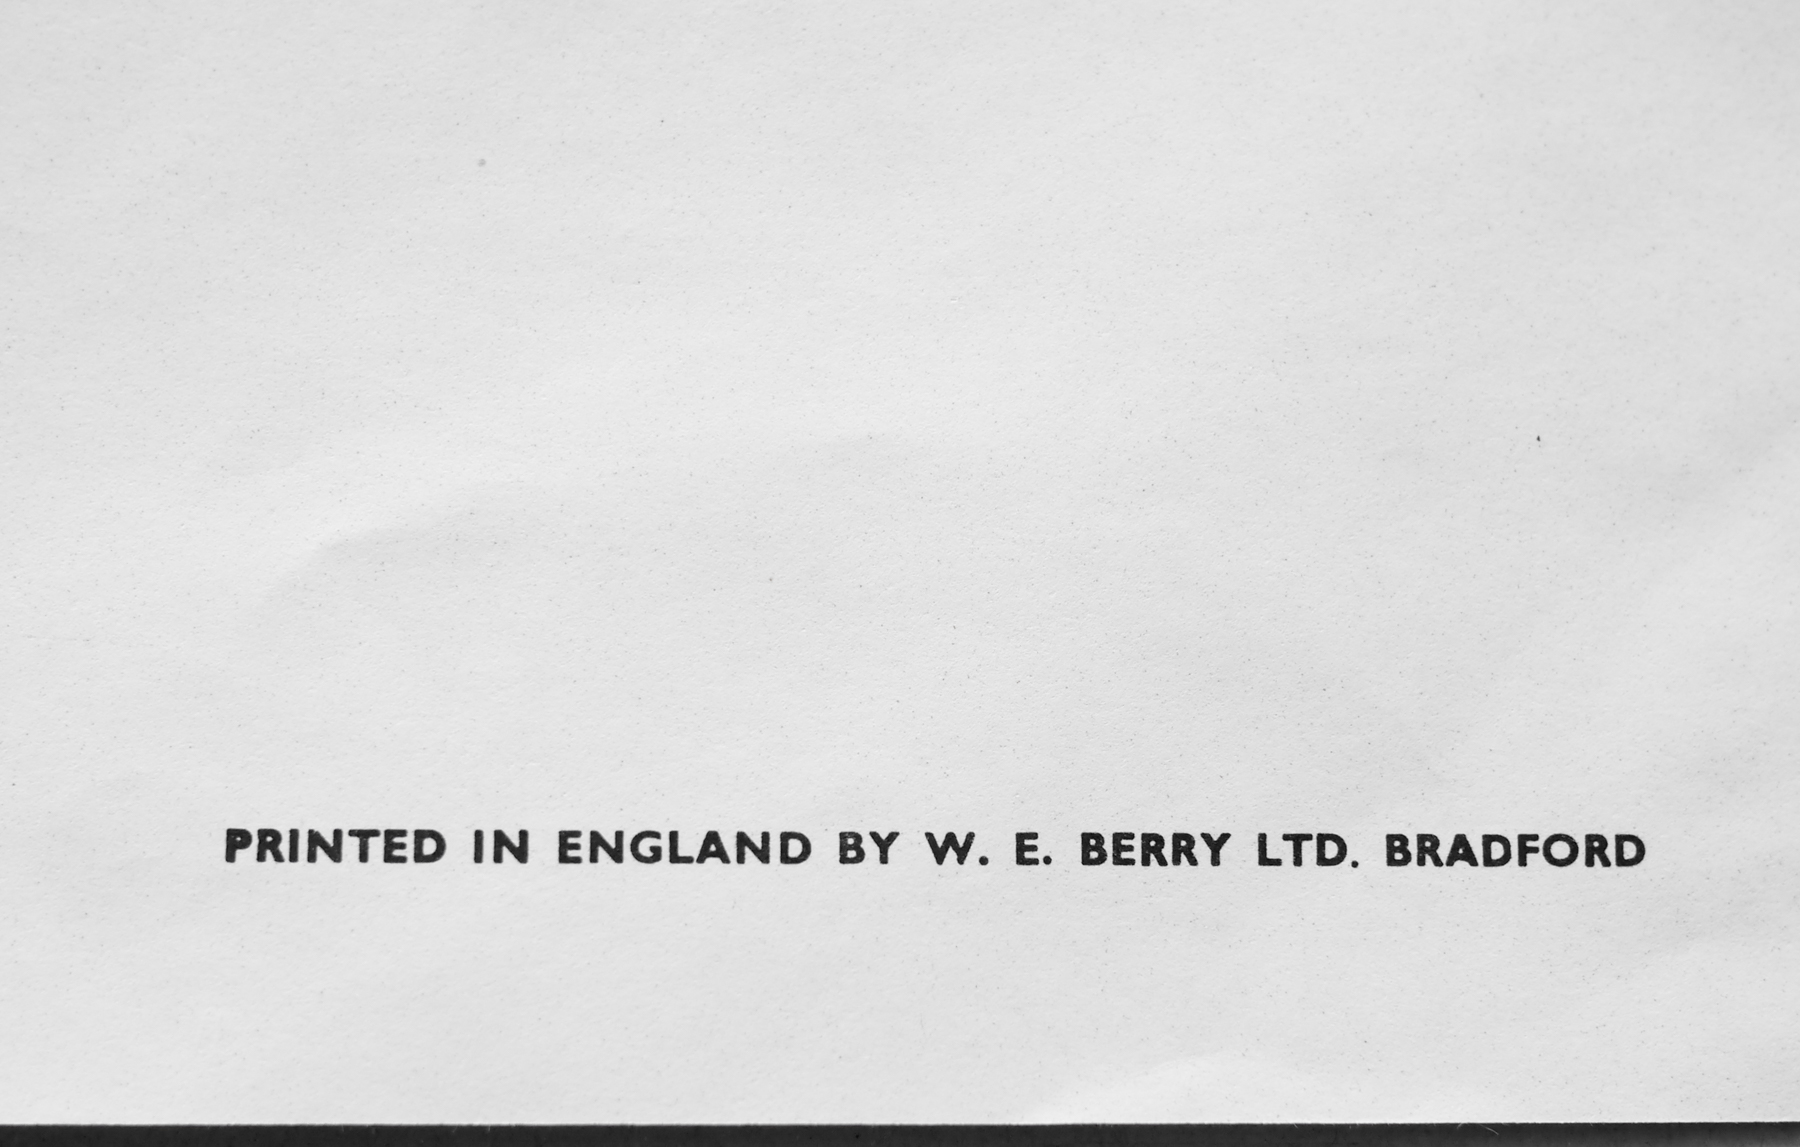 PRINTED IN ENGLAND BY W. E. BERRY LTD. BRADFORD